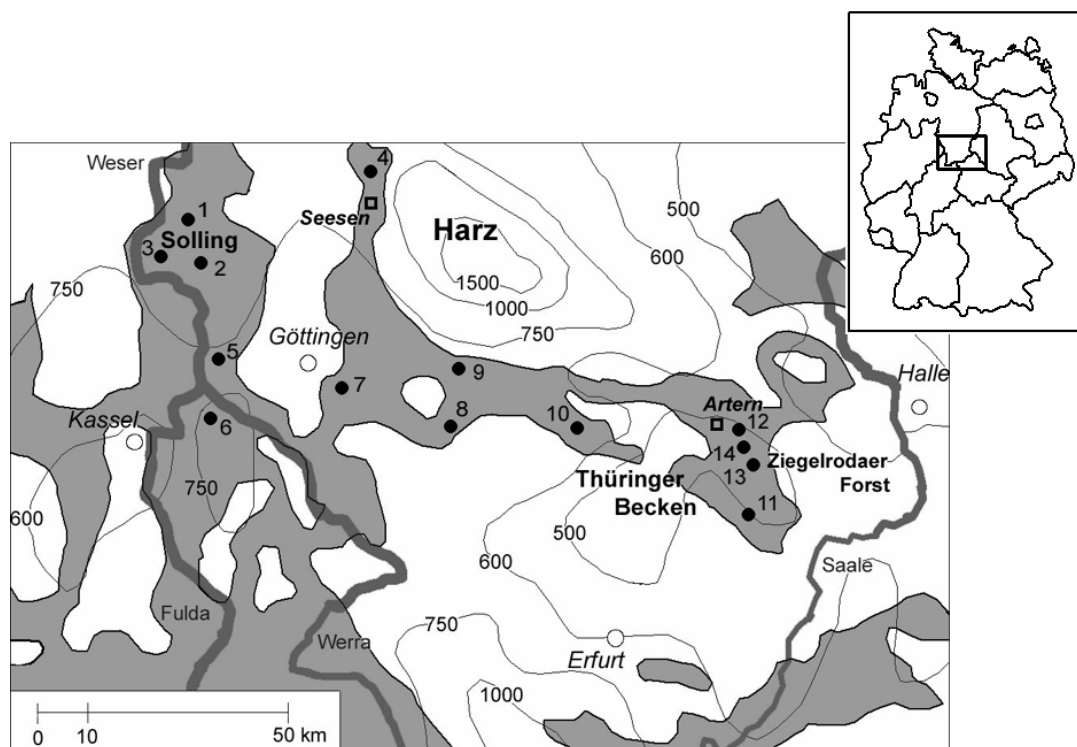 Weser
4
500
1
Seesen
Harz
600
3
Solling
2
1500
750
1000
750
Göttingen
5
9
Halle
7
Kassel
8
10
Artern
12
6
14
Ziegelrodaer
Forst
13
Thüringer
Becken
750
11
600
500
600
Saale
Fulda
750
Werra
Erfurt
1000
0 10 50 km